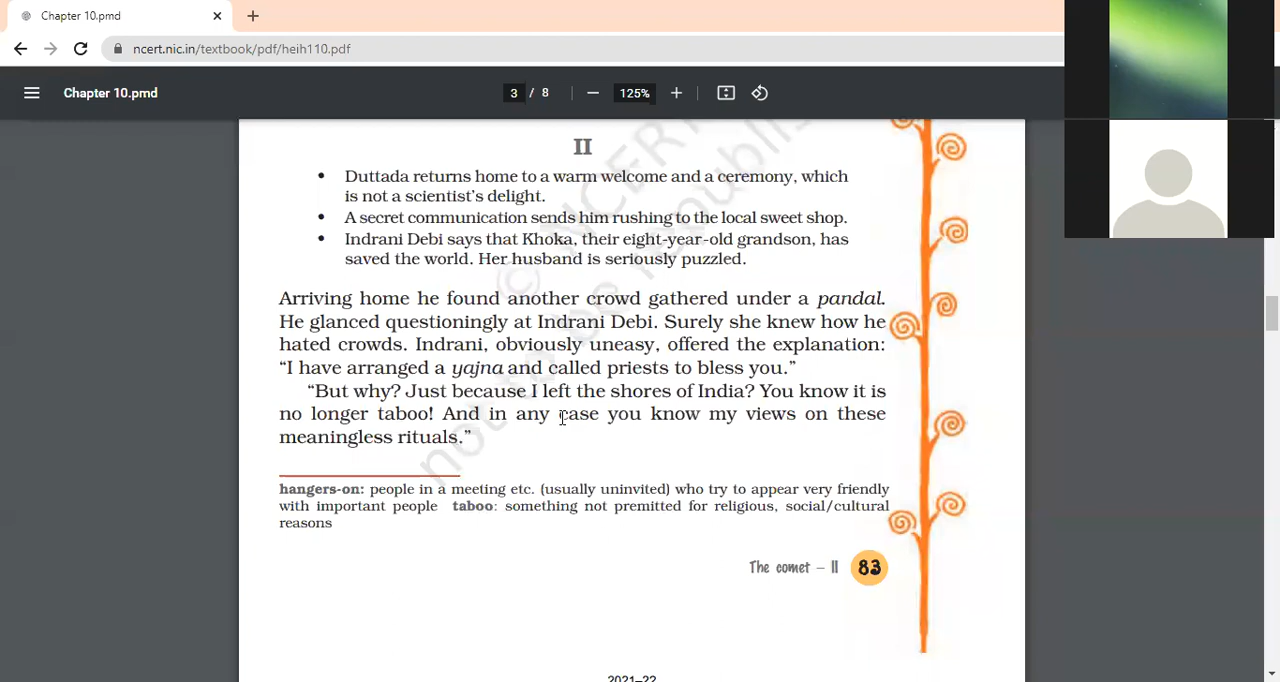 Chapter 10.pmd
ncert.nic.in/textbook/pdf/heih110.pdf
Chapter 10.pmd
3 / 8
125%
II
• Duttada returns home to a warm welcome and a ceremony, which
is not a scientist's delight.
• A secret communication sends him rushing to the local sweet shop.
• Indrani Debi says that Khoka, their eight-year-old grandson, has
saved the world. Her husband is seriously puzzled.
Arriving home he found another crowd gathered under a pandal.
He glanced questioningly at Indrani Debi. Surely she knew how he
hated crowds. Indrani, obviously uneasy, offered the explanation:
“I have arranged a yajna and called priests to bless you.”
“But why? Just because I left the shores of India? You know it is
no longer taboo! And in any case you know my views on these
meaningless rituals.”
hangers-on: people in a meeting etc. (usually uninvited) who try to appear very friendly
with important people taboo: something not premitted for religious, social/cultural
reasons
The comet – II 83
2021–22
© NCERT
not to be republis